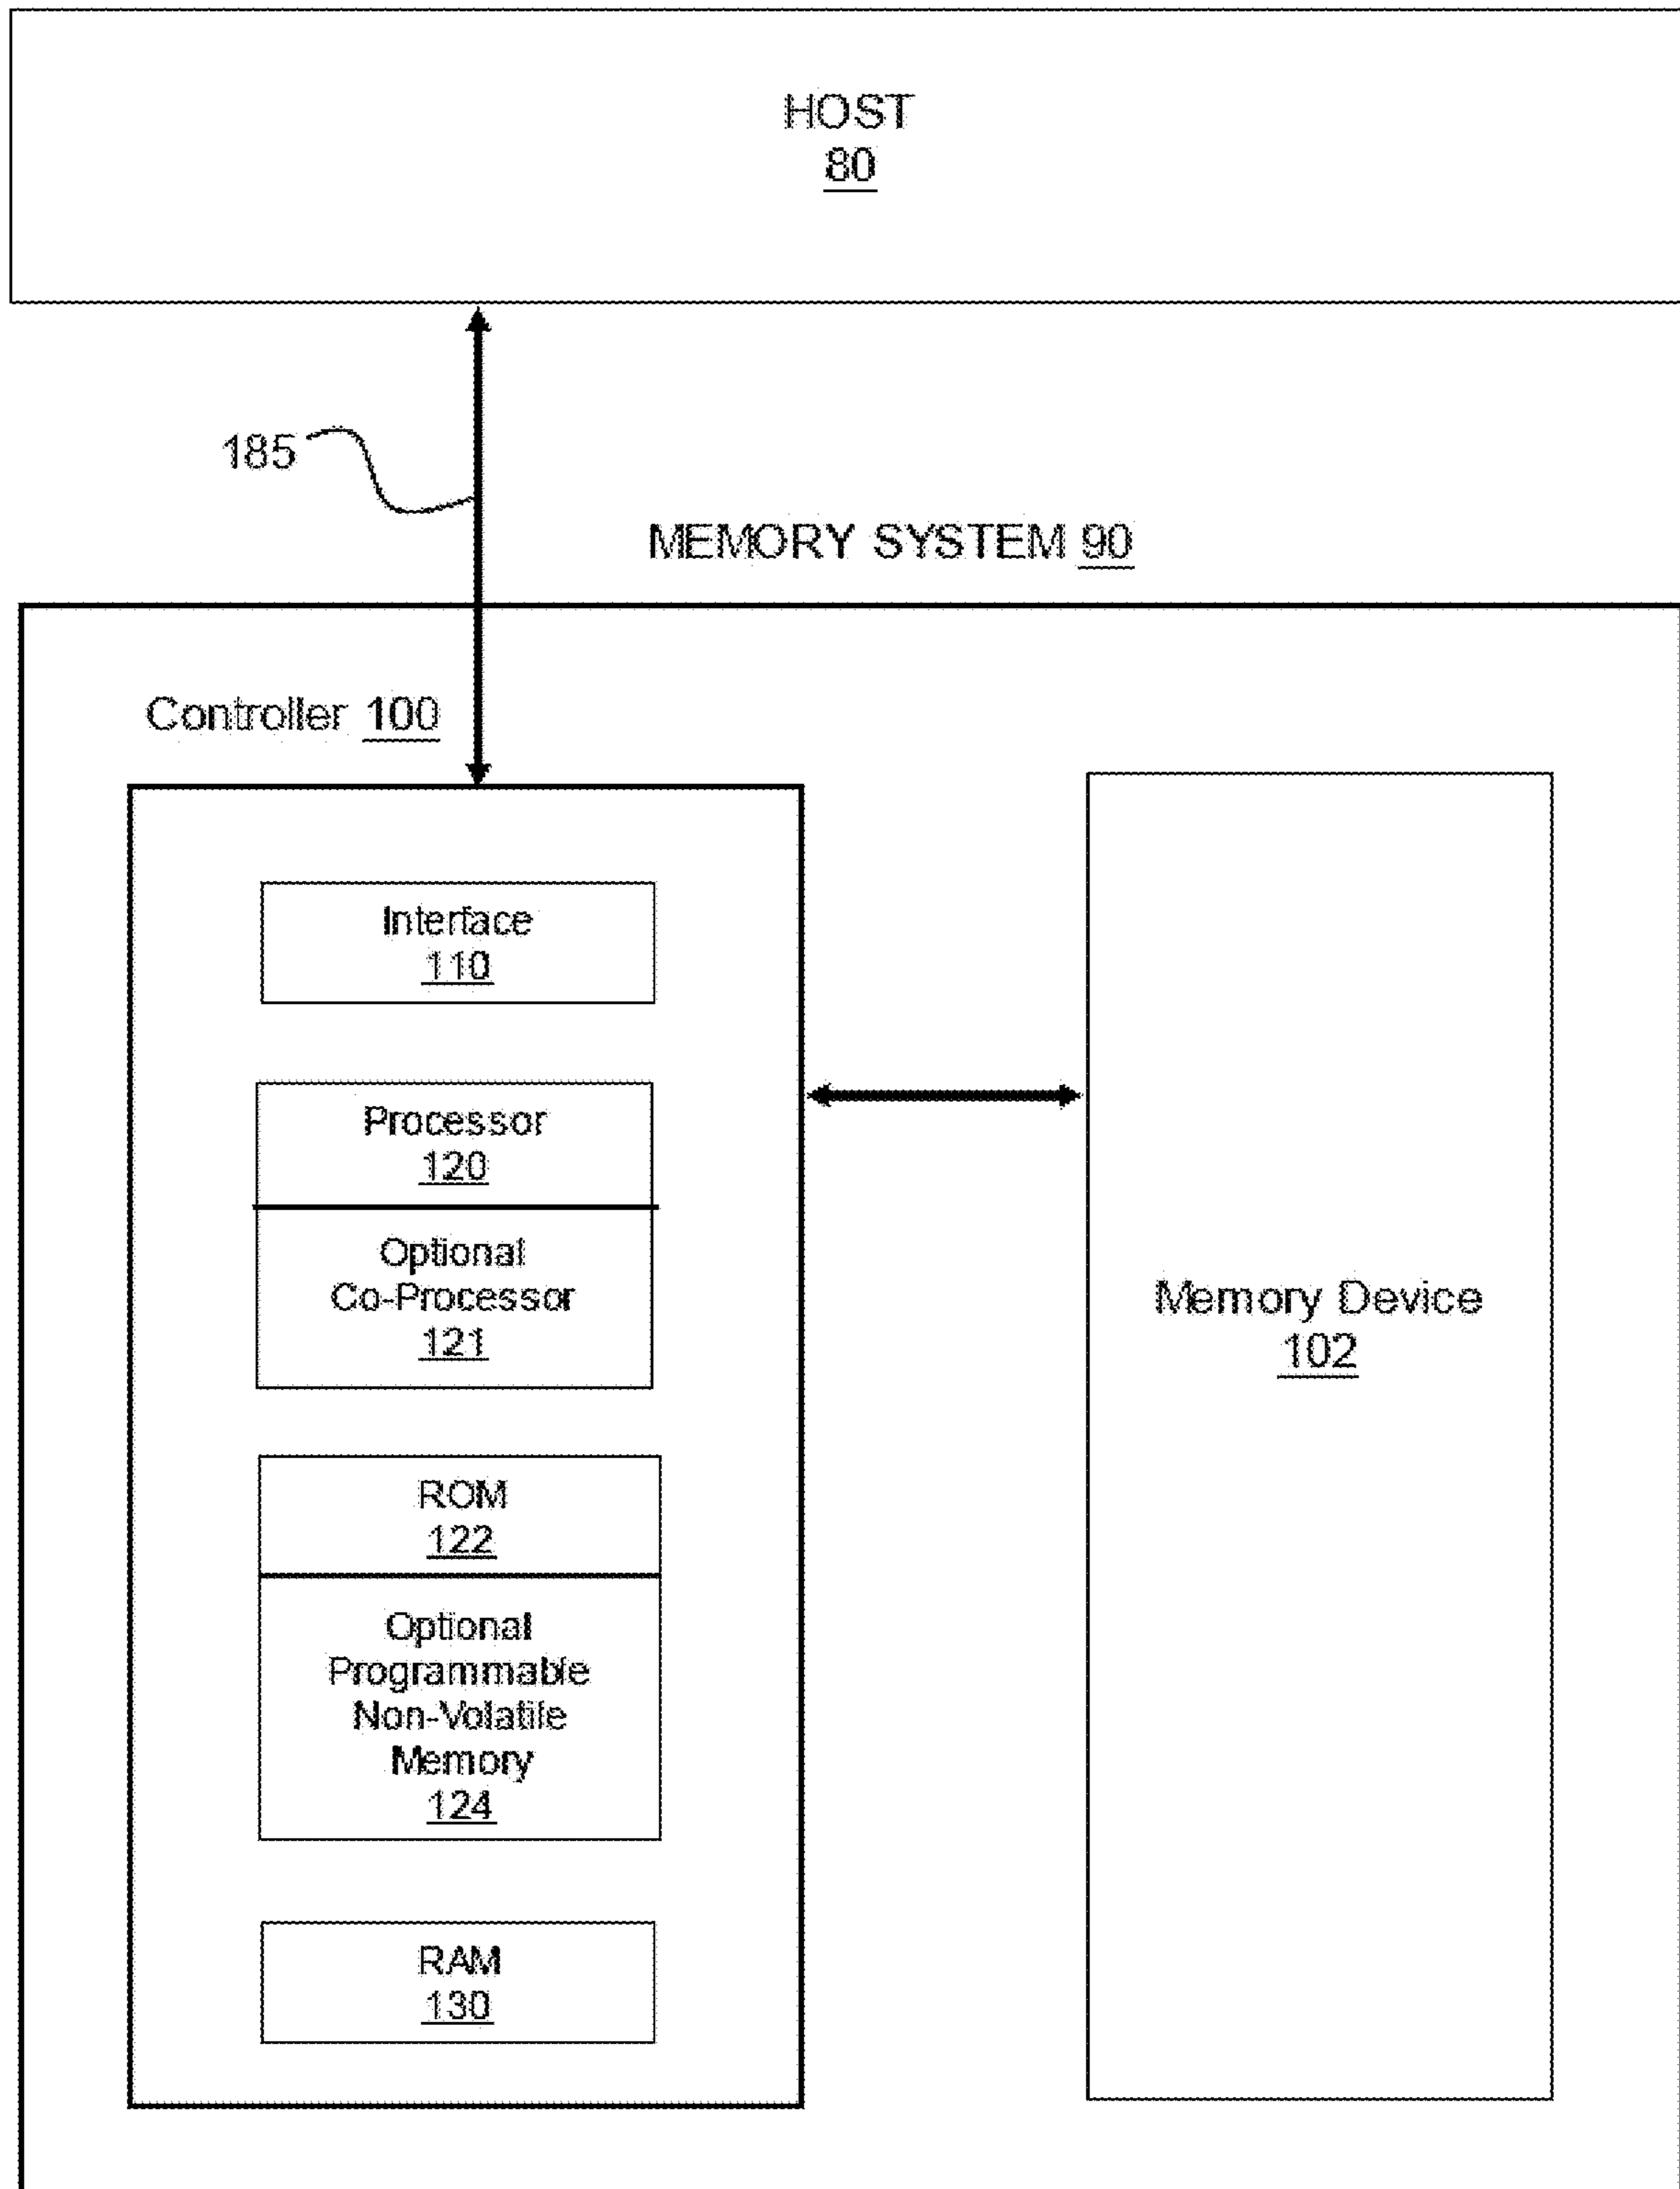 HOST
80
185
MEMORY SYSTEM 90
Controller 100
Interface
110
Processor
120
Optional
Co-Processor
121
ROM
122
Optional
Programmable
Non-Volatile
Memory
124
RAM
130
Memory Device
102